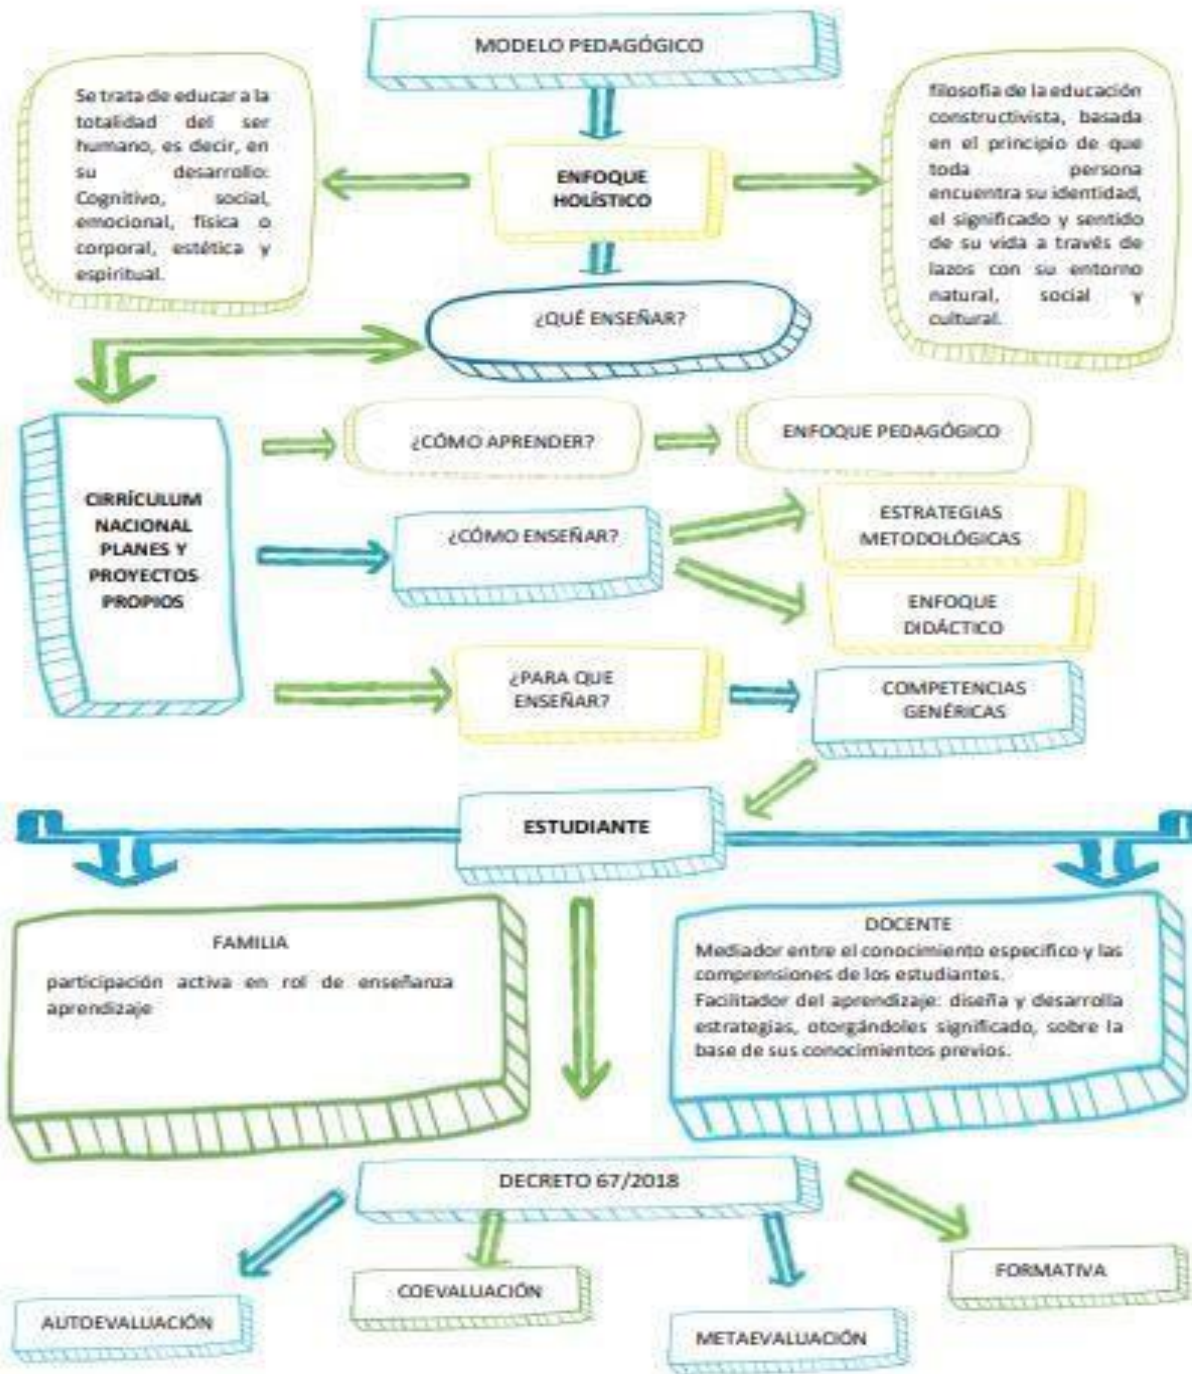 MODELO PEDAGÓGICO
Se trata de educar a la
totalidad del ser
humano, es decir, en
su desarrollo:
Cognitivo, social,
emocional, física o
corporal, estética y
espiritual.
ENFOQUE
HOLÍSTICO
filosofía de la educación
constructivista, basada
en el principio de que
toda persona
encuentra su identidad,
el significado y sentido
de su vida a través de
lazos con su entorno
natural, social y
cultural.
¿QUÉ ENSEÑAR?
CIRRÍCULUM
NACIONAL
PLANES Y
PROYECTOS
PROPIOS
¿CÓMO APRENDER?
ENFOQUE PEDAGÓGICO
¿CÓMO ENSEÑAR?
ESTRATEGIAS
METODOLÓGICAS
ENFOQUE
DIDÁCTICO
¿PARA QUE
ENSEÑAR?
COMPETENCIAS
GENÉRICAS
ESTUDIANTE
FAMILIA
participación activa en rol de enseñanza
aprendizaje
DOCENTE
Mediador entre el conocimiento especifico y las
comprensiones de los estudiantes.
Facilitador del aprendizaje: diseña y desarrolla
estrategias, otorgándoles significado, sobre la
base de sus conocimientos previos.
DECRETO 67/2018
AUTOEVALUACIÓN
COEVALUACIÓN
METAEVALUACIÓN
FORMATIVA